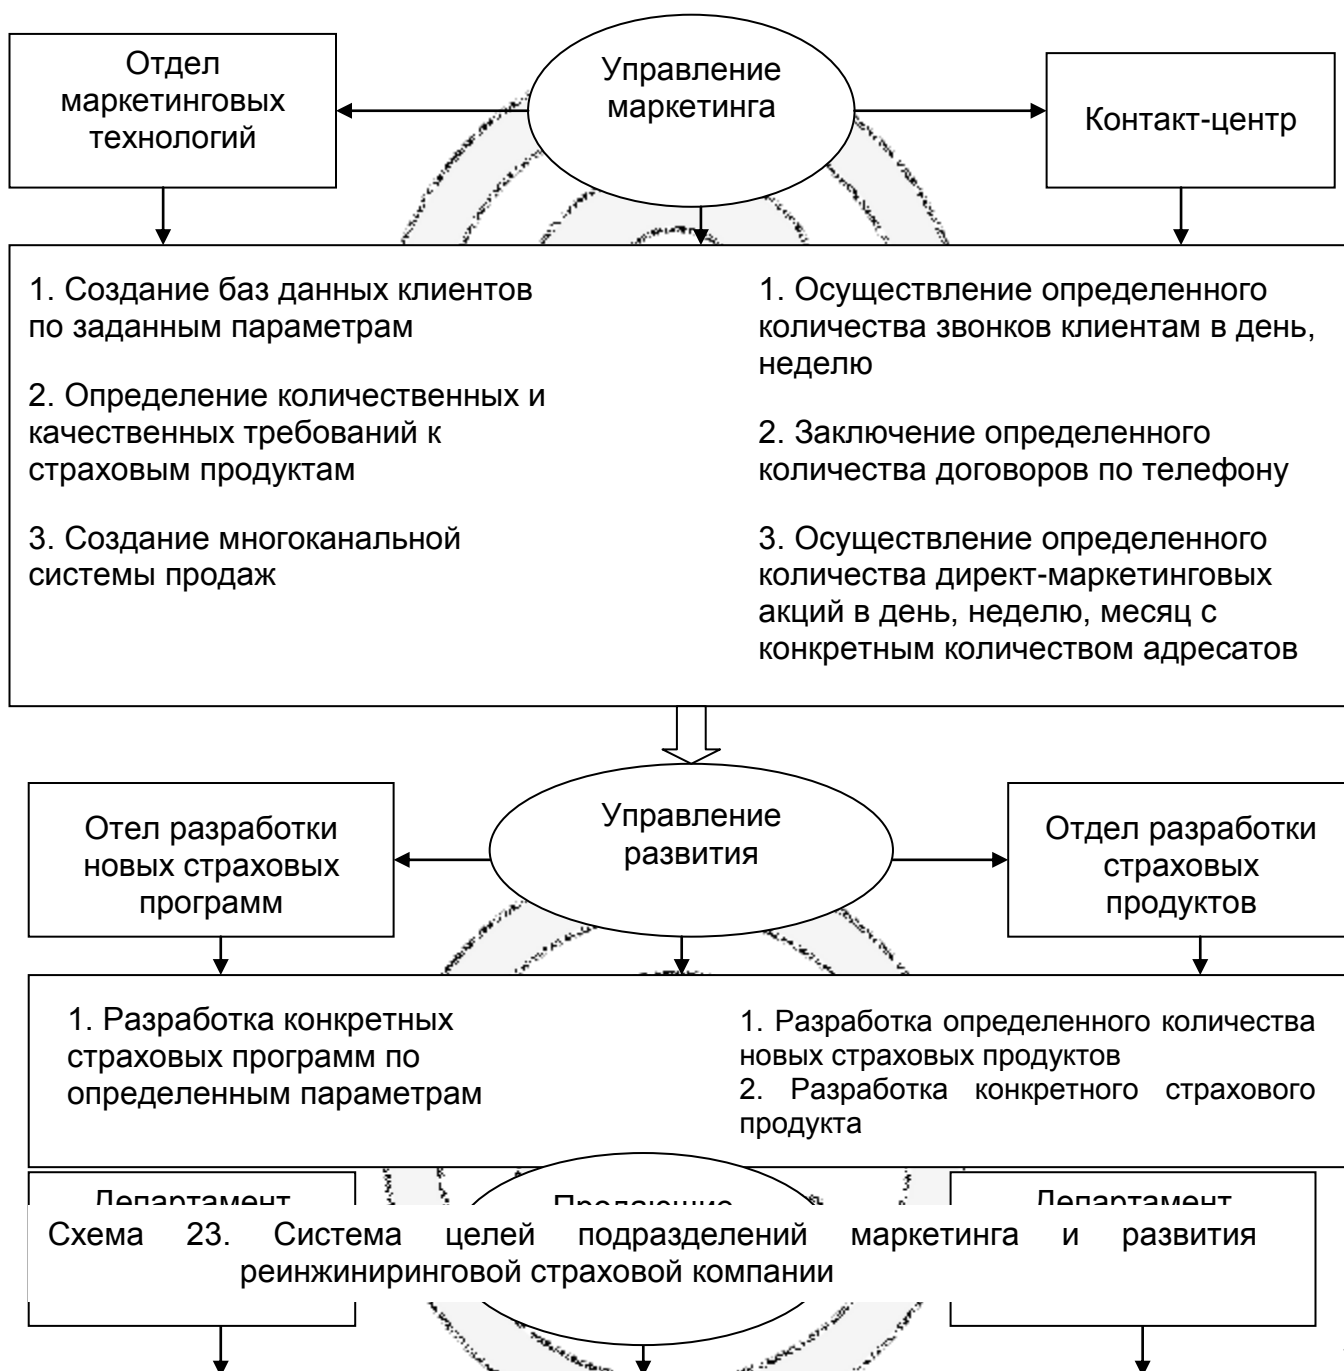 Отдел
маркетинговых
технологий
Управление
маркетинга
Контакт-центр
1. Создание баз данных клиентов
по заданным параметрам
2. Определение количественных и
качественных требований к
страховым продуктам
3. Создание многоканальной
системы продаж
1. Осуществление определенного
количества звонков клиентам в день,
неделю
2. Заключение определенного
количества договоров по телефону
3. Осуществление определенного
количества директ-маркетинговых
акций в день, неделю, месяц с
конкретным количеством адресатов
Отел разработки
новых страховых
программ
Управление
развития
Отдел разработки
страховых
продуктов
1. Разработка конкретных
страховых программ по
определенным параметрам
1. Разработка определенного количества
новых страховых продуктов
2. Разработка конкретного страхового
продукта
Департамент
Продающие
Департамент
Схема 23. Система целей подразделений маркетинга и развития
реинжиниринговой страховой компании